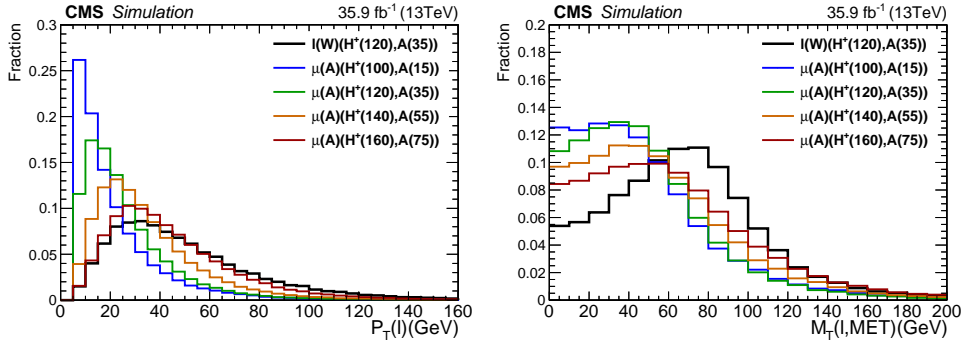 CMS Simulation 35.9 fb⁻¹ (13TeV)
Fraction
l(W)(H⁺(120),A(35))
μ(A)(H⁺(100),A(15))
μ(A)(H⁺(120),A(35))
μ(A)(H⁺(140),A(55))
μ(A)(H⁺(160),A(75))
0.3
0.25
0.2
0.15
0.1
0.05
0
0 20 40 60 80 100 120 140 160
P_T(l)(GeV)
CMS Simulation 35.9 fb⁻¹ (13TeV)
Fraction
l(W)(H⁺(120),A(35))
μ(A)(H⁺(100),A(15))
μ(A)(H⁺(120),A(35))
μ(A)(H⁺(140),A(55))
μ(A)(H⁺(160),A(75))
0.2
0.18
0.16
0.14
0.12
0.1
0.08
0.06
0.04
0.02
0
0 20 40 60 80 100 120 140 160 180 200
M_T(l,MET)(GeV)